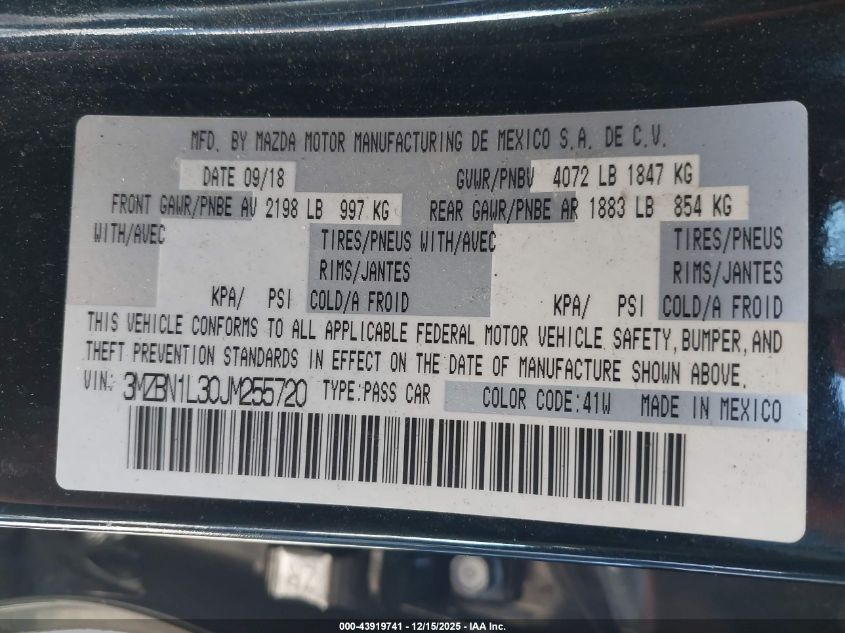 MFD. BY MAZDA MOTOR MANUFACTURING DE MEXICO S.A. DE C.V.
DATE 09/18 GVWR/PNBV 4072 LB 1847 KG
FRONT GAWR/PNBE AV 2198 LB 997 KG REAR GAWR/PNBE AR 1883 LB 854 KG
WITH/AVEC TIRES/PNEUS WITH/AVEC TIRES/PNEUS
RIMS/JANTES RIMS/JANTES
KPA/ PSI COLD/A FROID KPA/ PSI COLD/A FROID
THIS VEHICLE CONFORMS TO ALL APPLICABLE FEDERAL MOTOR VEHICLE SAFETY, BUMPER, AND
THEFT PREVENTION STANDARDS IN EFFECT ON THE DATE OF MANUFACTURE SHOWN ABOVE.
VIN: 3MZBN1L30JM255720 TYPE:PASS CAR COLOR CODE:41W MADE IN MEXICO
000-43919741 - 12/15/2025 - IAA Inc.